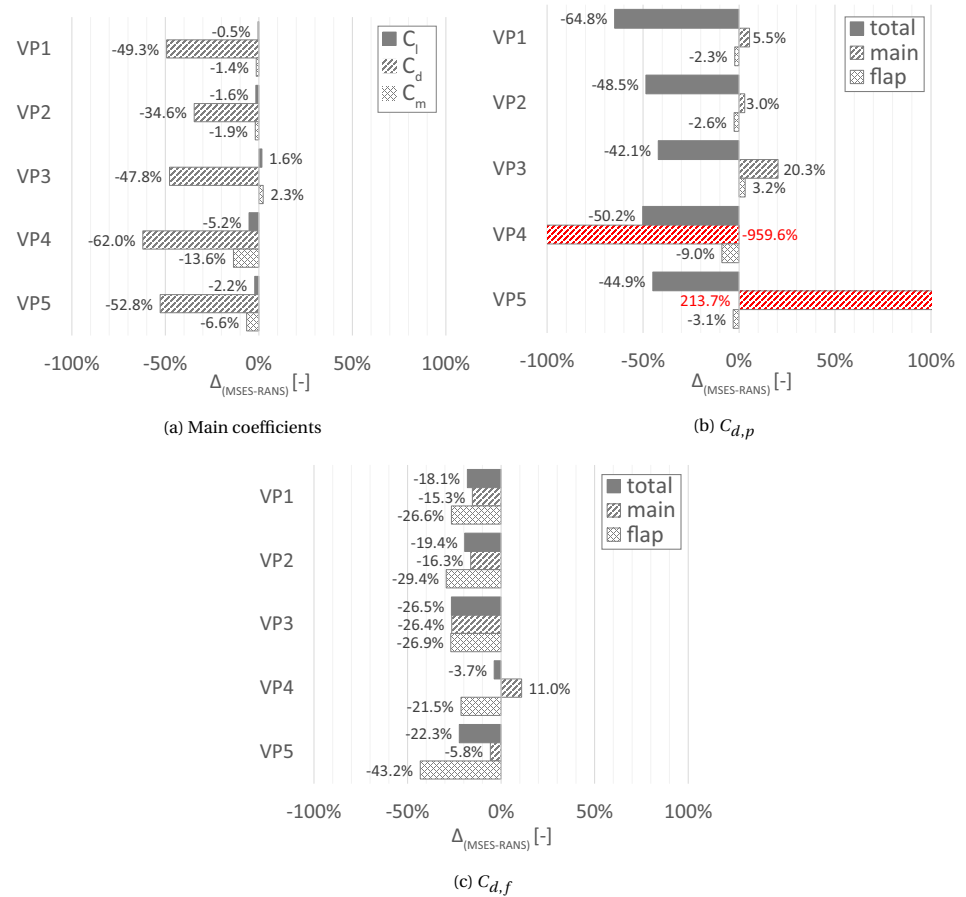 -0.5%
VP1
-49.3%
-1.4%
-1.6%
VP2
-34.6%
-1.9%
1.6%
VP3
-47.8%
2.3%
-5.2%
VP4
-62.0%
-13.6%
-2.2%
VP5
-52.8%
-6.6%
C_l
C_d
C_m
-100% -50% 0% 50% 100%
Δ(MSES-RANS) [-]
(a) Main coefficients
-64.8%
VP1
5.5%
-2.3%
-48.5%
VP2
3.0%
-2.6%
-42.1%
VP3
20.3%
3.2%
-50.2%
VP4
-959.6%
-9.0%
-44.9%
VP5
213.7%
-3.1%
total
main
flap
-100% -50% 0% 50% 100%
Δ(MSES-RANS) [-]
(b) C_d,p
-18.1%
VP1
-15.3%
-26.6%
-19.4%
VP2
-16.3%
-29.4%
-26.5%
VP3
-26.4%
-26.9%
-3.7%
VP4
11.0%
-21.5%
-22.3%
VP5
-5.8%
-43.2%
total
main
flap
-100% -50% 0% 50% 100%
Δ(MSES-RANS) [-]
(c) C_d,f